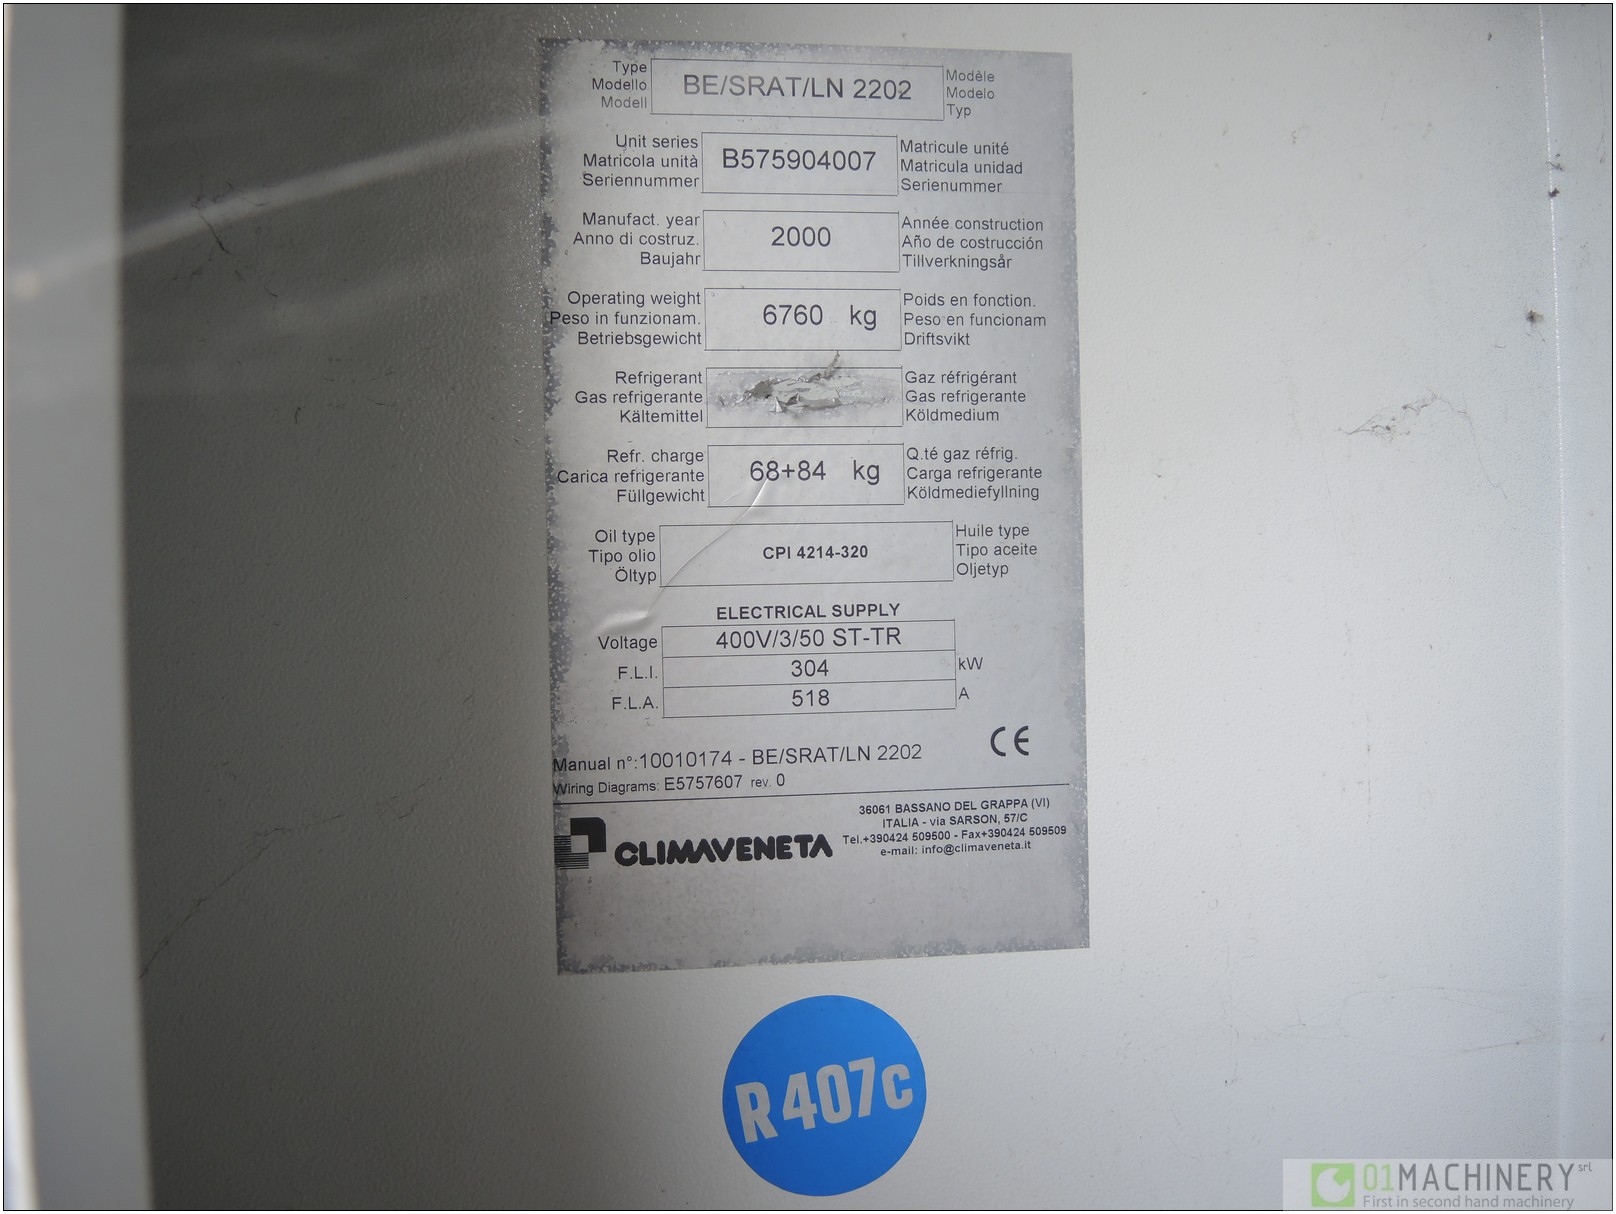 Type
Modello
Modell
BE/SRAT/LN 2202
Modèle
Modelo
Typ
Unit series
Matricola unità
Seriennummer
B575904007
Matricule unité
Matricula unidad
Serienummer
Manufact. year
Anno di costruz.
Baujahr
2000
Année construction
Año de costrucción
Tillverkningsår
Operating weight
Peso in funzionam.
Betriebsgewicht
6760 kg
Poids en fonction.
Peso en funcionam
Driftsvikt
Refrigerant
Gas refrigerante
Kältemittel
Gaz réfrigérant
Gas refrigerante
Köldmedium
Refr. charge
Carica refrigerante
Füllgewicht
68+84 kg
Q.té gaz réfrig.
Carga refrigerante
Köldmediefyllning
Oil type
Tipo olio
Öltyp
CPI 4214-320
Huile type
Tipo aceite
Oljetyp
ELECTRICAL SUPPLY
Voltage 400V/3/50 ST-TR
F.L.I. 304 kW
F.L.A. 518 A
CE
Manual n°:10010174 - BE/SRAT/LN 2202
Wiring Diagrams: E5757607 rev. 0
CLIMAVENETA
36061 BASSANO DEL GRAPPA (VI)
ITALIA - via SARSON, 57/C
Tel.+390424 509500 - Fax+390424 509509
e-mail: info@climaveneta.it
R407c
01MACHINERY srl
First in second hand machinery